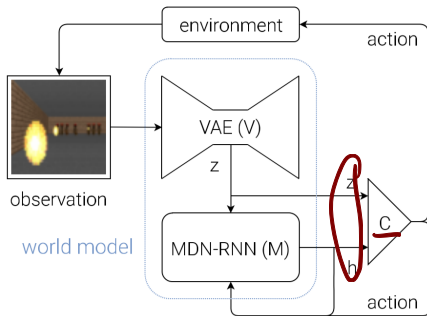 environment
action
VAE (V)
z
observation
z
C
world model
MDN-RNN (M)
h
action